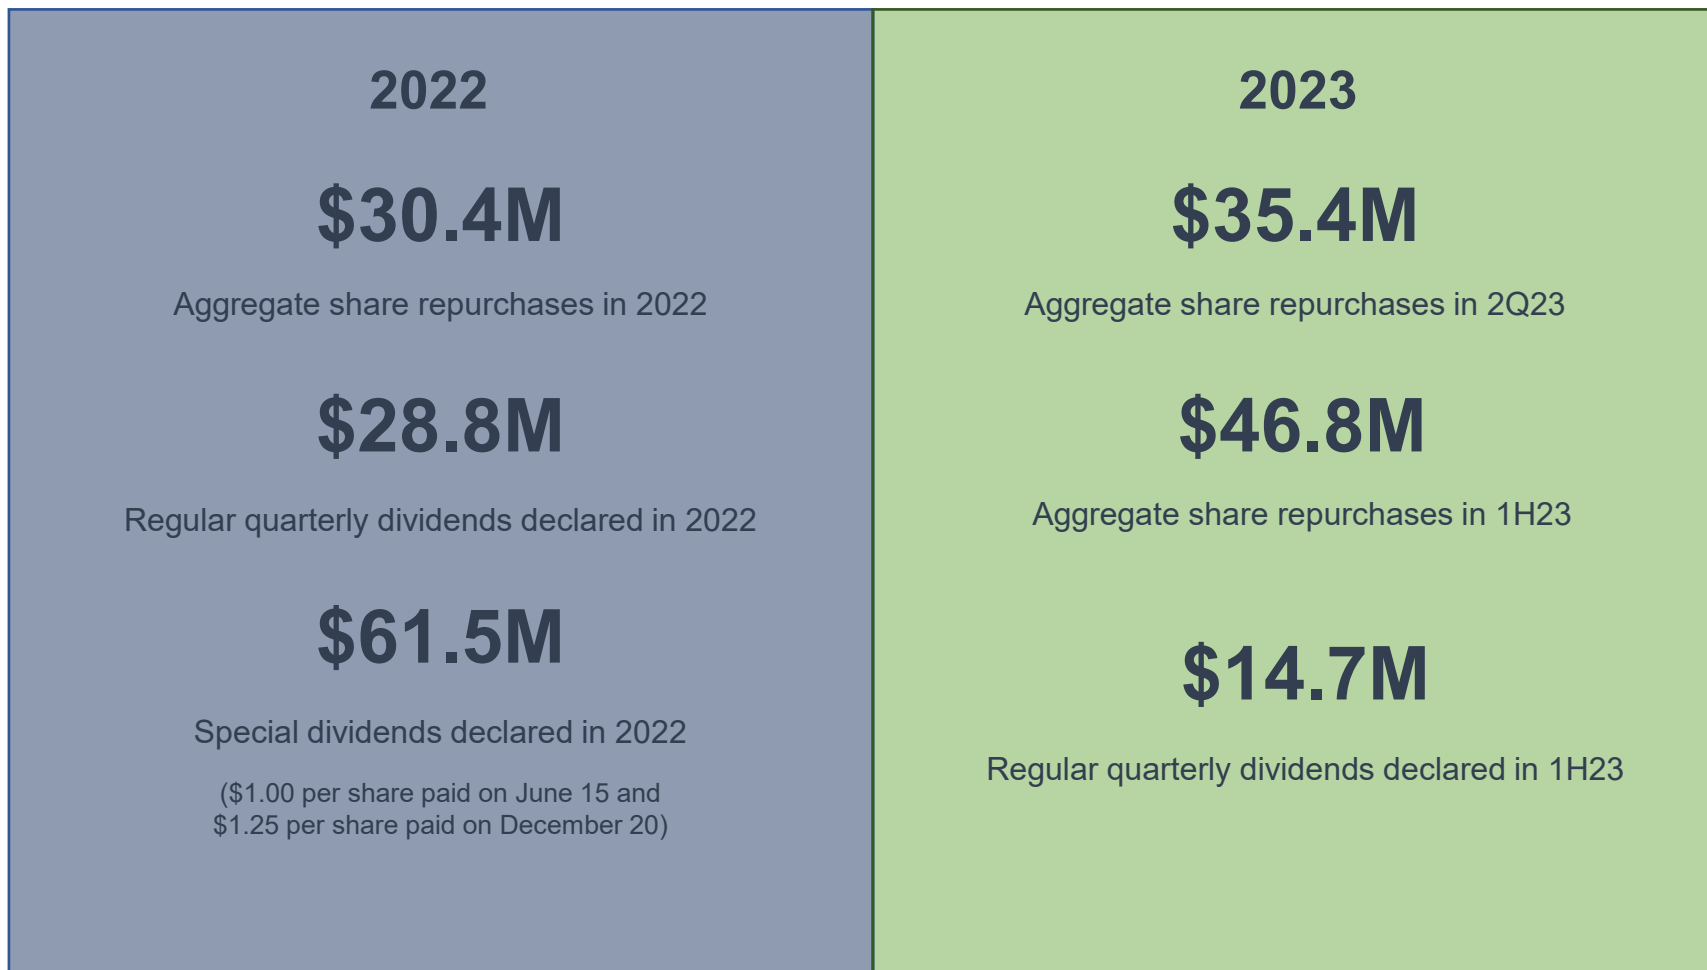 2022
$30.4M
Aggregate share repurchases in 2022
$28.8M
Regular quarterly dividends declared in 2022
$61.5M
Special dividends declared in 2022
($1.00 per share paid on June 15 and
$1.25 per share paid on December 20)
2023
$35.4M
Aggregate share repurchases in 2Q23
$46.8M
Aggregate share repurchases in 1H23
$14.7M
Regular quarterly dividends declared in 1H23